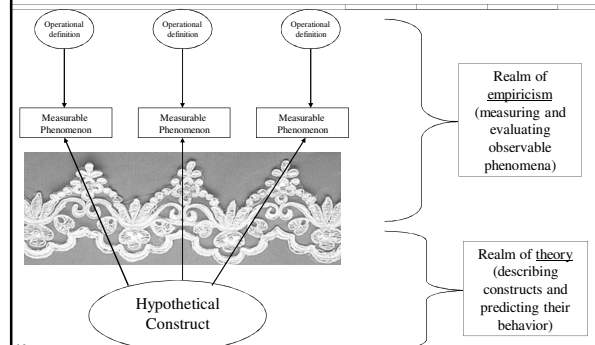 Operational
definition
Operational
definition
Operational
definition
Measurable
Phenomenon
Measurable
Phenomenon
Measurable
Phenomenon
Realm of
empiricism
(measuring and
evaluating
observable
phenomena)
Hypothetical
Construct
Realm of theory
(describing
constructs and
predicting their
behavior)